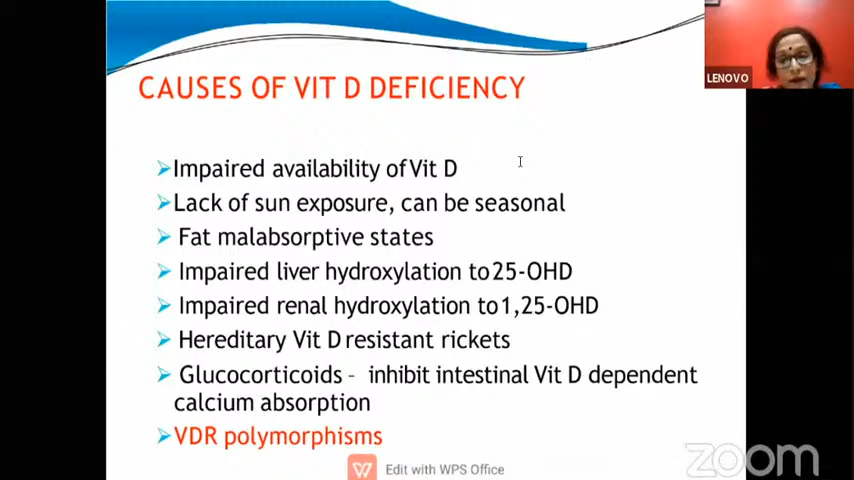 LENOVO
CAUSES OF VIT D DEFICIENCY
Impaired availability of Vit D
Lack of sun exposure, can be seasonal
Fat malabsorptive states
Impaired liver hydroxylation to 25-OHD
Impaired renal hydroxylation to 1,25-OHD
Hereditary Vit D resistant rickets
Glucocorticoids - inhibit intestinal Vit D dependent
calcium absorption
VDR polymorphisms
Edit with WPS Office
zoom